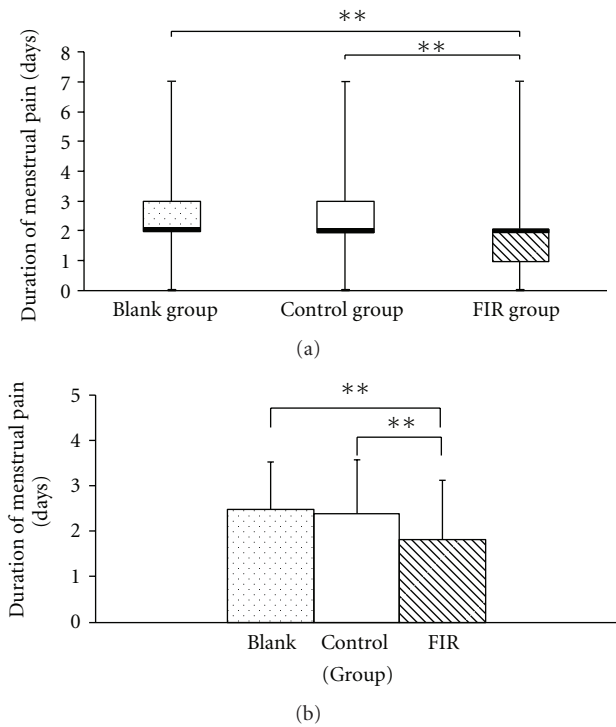 **
**
Duration of menstrual pain (days)
8
7
6
5
4
3
2
1
0
Blank group
Control group
FIR group
(a)
**
**
Duration of menstrual pain
(days)
5
4
3
2
1
0
Blank
Control
FIR
(Group)
(b)